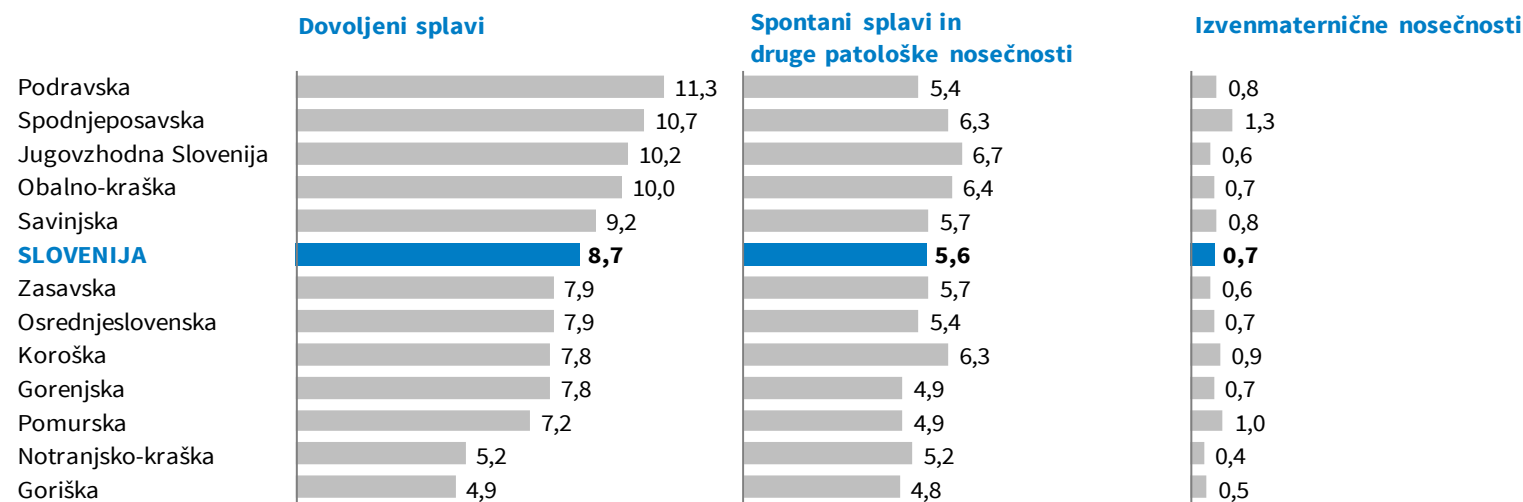 Dovoljeni splavi
Spontani splavi in
druge patološke nosečnosti
Izvenmaternične nosečnosti
Podravska 11,3 5,4 0,8
Spodnjeposavska 10,7 6,3 1,3
Jugovzhodna Slovenija 10,2 6,7 0,6
Obalno-kraška 10,0 6,4 0,7
Savinjska 9,2 5,7 0,8
SLOVENIJA 8,7 5,6 0,7
Zasavska 7,9 5,7 0,6
Osrednjeslovenska 7,9 5,4 0,7
Koroška 7,8 6,3 0,9
Gorenjska 7,8 4,9 0,7
Pomurska 7,2 4,9 1,0
Notranjsko-kraška 5,2 5,2 0,4
Goriška 4,9 4,8 0,5